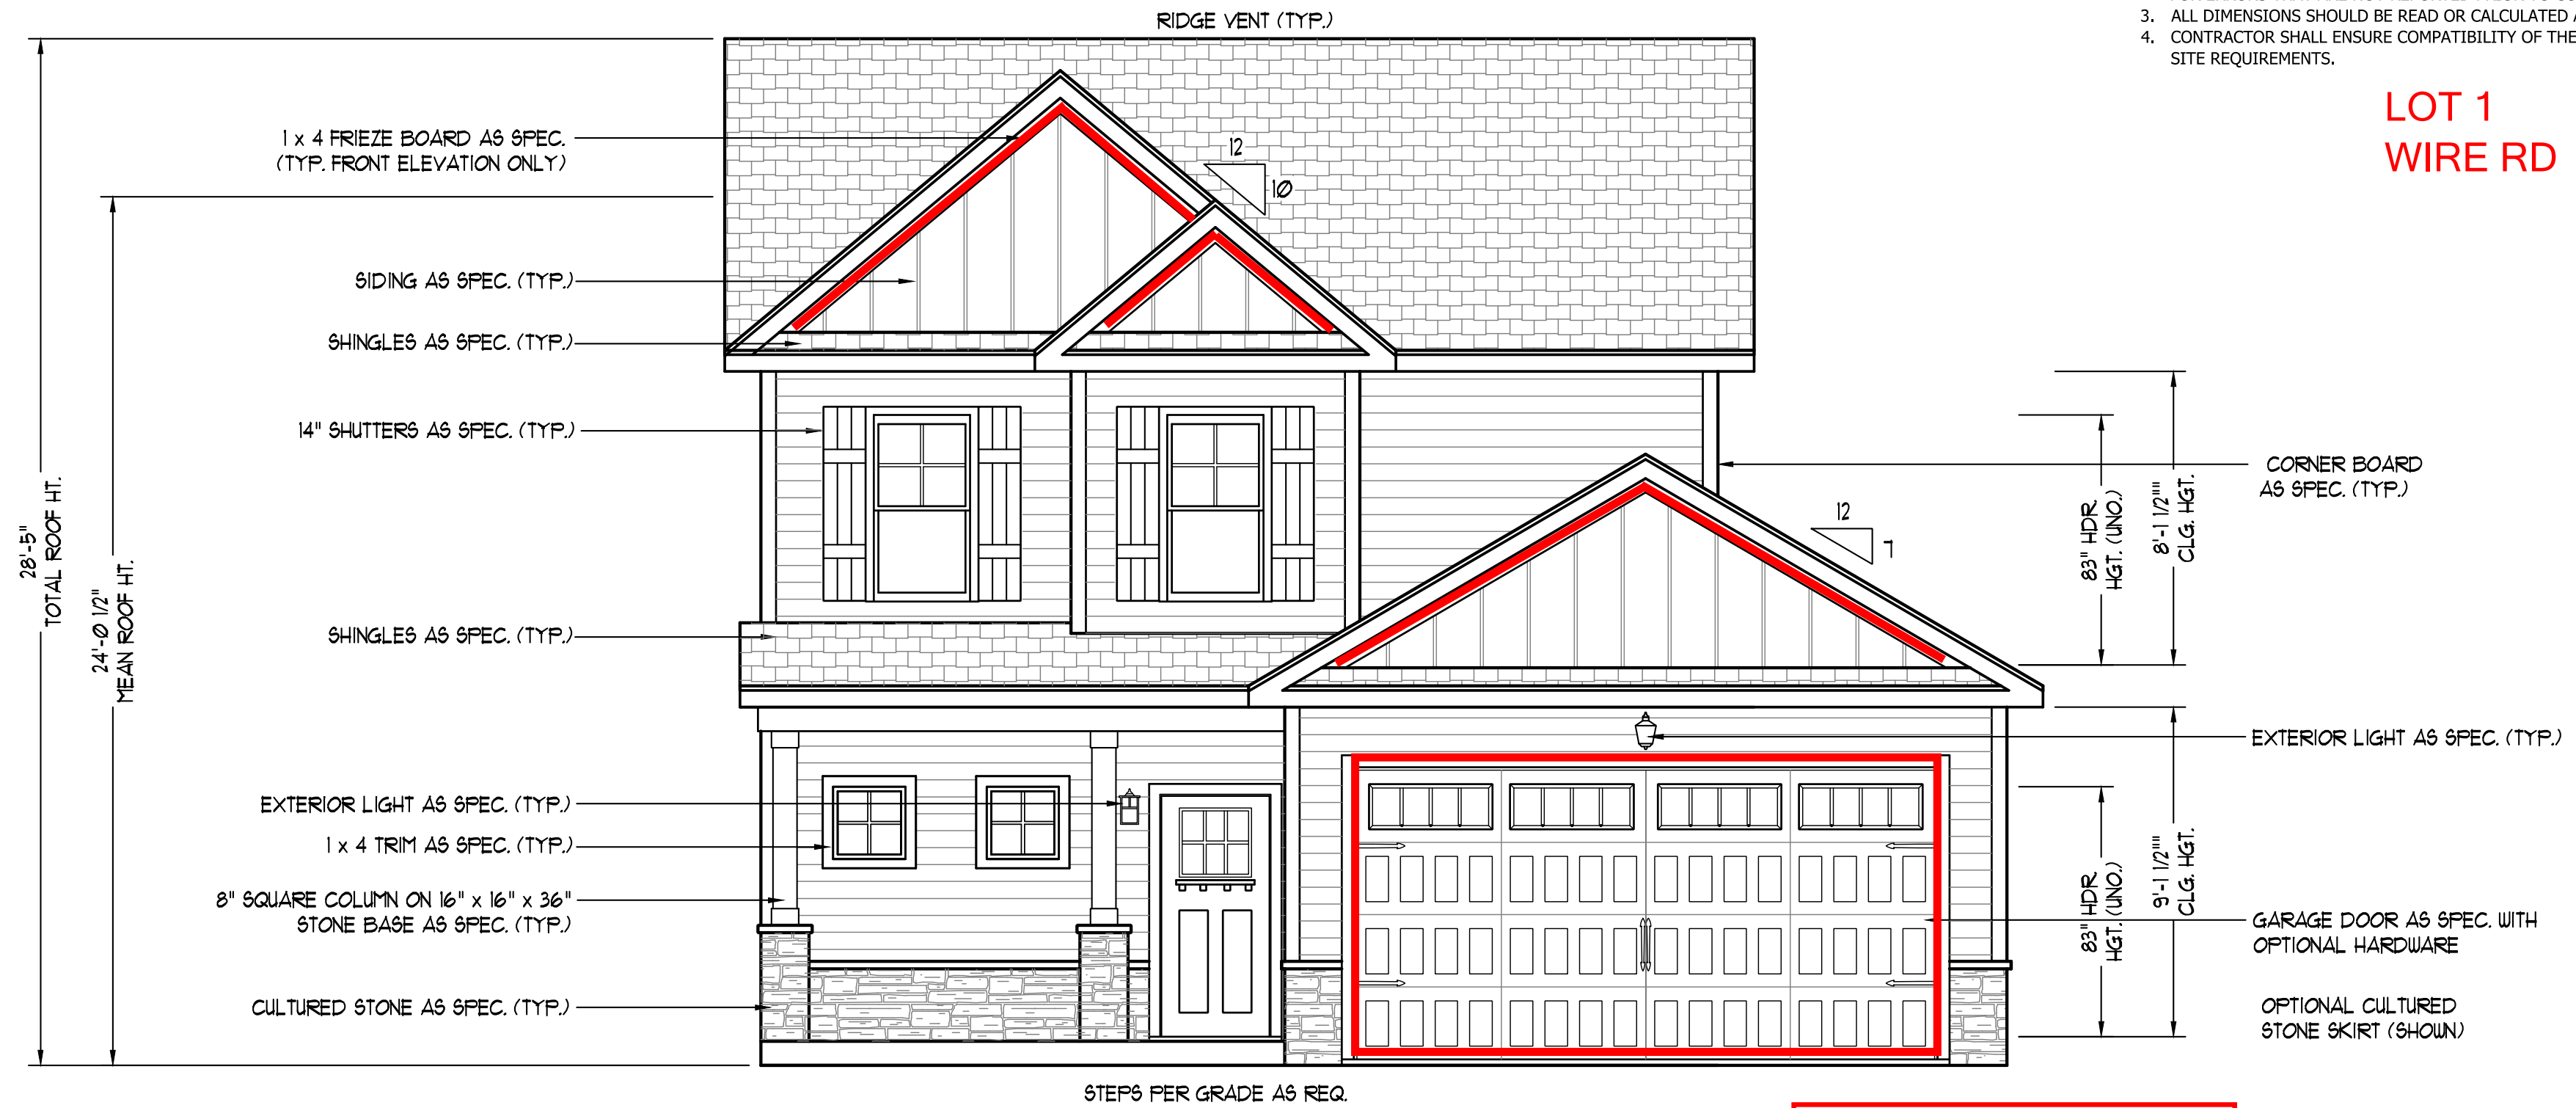 RIDGE VENT (TYP.)
3. ALL DIMENSIONS SHOULD BE READ OR CALCULATED
4. CONTRACTOR SHALL ENSURE COMPATIBILITY OF THE
SITE REQUIREMENTS.
LOT 1
WIRE RD
1 x 4 FRIEZE BOARD AS SPEC.
(TYP. FRONT ELEVATION ONLY)
12
10
SIDING AS SPEC. (TYP.)
SHINGLES AS SPEC. (TYP.)
14" SHUTTERS AS SPEC. (TYP.)
CORNER BOARD
AS SPEC. (TYP.)
12
7
83" HDR.
HGT. (UNO.)
8'-1 1/2""
CLG. HGT.
28'-5"
TOTAL ROOF HT.
24'-0 1/2"
MEAN ROOF HT.
SHINGLES AS SPEC. (TYP.)
EXTERIOR LIGHT AS SPEC. (TYP.)
EXTERIOR LIGHT AS SPEC. (TYP.)
1 x 4 TRIM AS SPEC. (TYP.)
8" SQUARE COLUMN ON 16" x 16" x 36"
STONE BASE AS SPEC. (TYP.)
83" HDR.
HGT. (UNO.)
9'-1 1/2""
CLG. HGT.
GARAGE DOOR AS SPEC. WITH
OPTIONAL HARDWARE
CULTURED STONE AS SPEC. (TYP.)
OPTIONAL CULTURED
STONE SKIRT (SHOWN)
STEPS PER GRADE AS REQ.